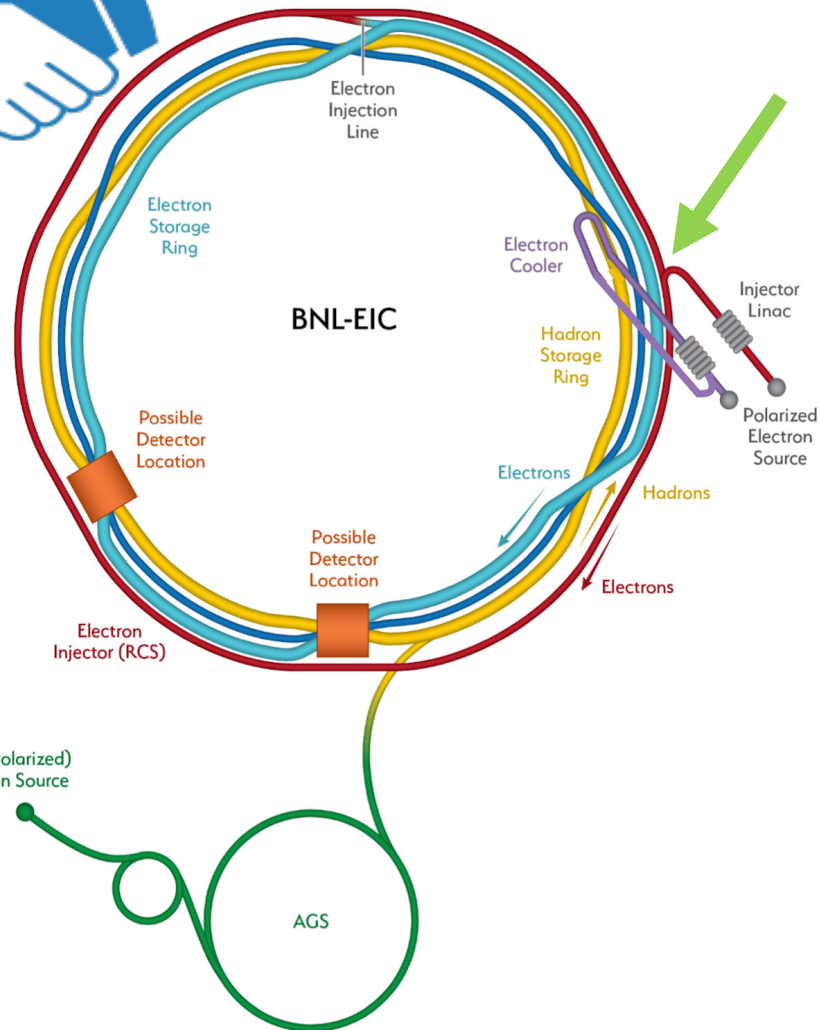 Electron
Injection
Line
Electron
Storage
Ring
Electron
Cooler
Injector
Linac
BNL-EIC
Hadron
Storage
Ring
Possible
Detector
Location
Polarized
Electron
Source
Electrons
Hadrons
Possible
Detector
Location
Electrons
Electron
Injector (RCS)
olarized)
n Source
AGS